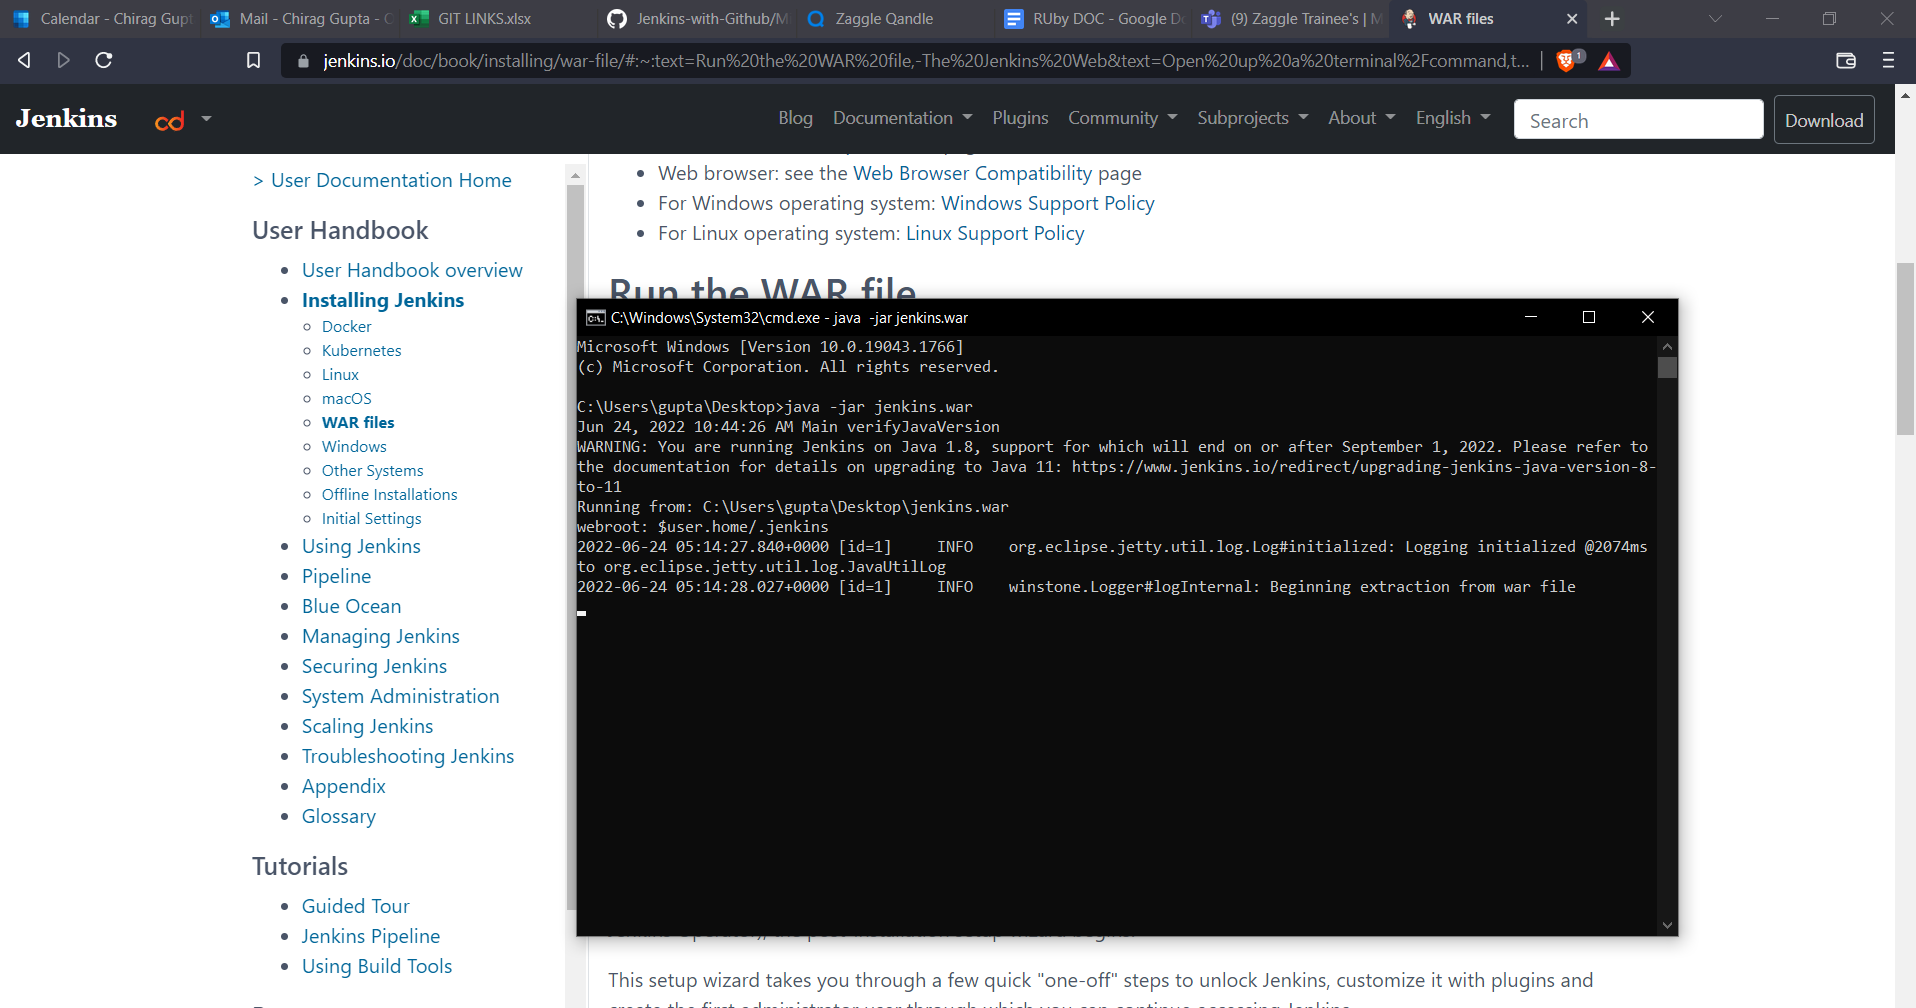 Calendar - Chirag Gupt
Mail - Chirag Gupta -
GIT LINKS.xlsx
Jenkins-with-Github/M
Zaggle Qandle
RUby DOC - Google Do
(9) Zaggle Trainee's | M
WAR files
jenkins.io/doc/book/installing/war-file/#:~:text=Run%20the%20WAR%20file,-The%20Jenkins%20Web&text=Open%20up%20a%20terminal%2Fcommand,t...
1
Jenkins
cd
Blog
Documentation
Plugins
Community
Subprojects
About
English
Search
Download
> User Documentation Home
User Handbook
User Handbook overview
Installing Jenkins
Docker
Kubernetes
Linux
macOS
WAR files
Windows
Other Systems
Offline Installations
Initial Settings
Using Jenkins
Pipeline
Blue Ocean
Managing Jenkins
Securing Jenkins
System Administration
Scaling Jenkins
Troubleshooting Jenkins
Appendix
Glossary
Tutorials
Guided Tour
Jenkins Pipeline
Using Build Tools
Web browser: see the Web Browser Compatibility page
For Windows operating system: Windows Support Policy
For Linux operating system: Linux Support Policy
Run the WAR file
C:\Windows\System32\cmd.exe - java -jar jenkins.war
Microsoft Windows [Version 10.0.19043.1766]
(c) Microsoft Corporation. All rights reserved.
C:\Users\gupta\Desktop>java -jar jenkins.war
Jun 24, 2022 10:44:26 AM Main verifyJavaVersion
WARNING: You are running Jenkins on Java 1.8, support for which will end on or after September 1, 2022. Please refer to
the documentation for details on upgrading to Java 11: https://www.jenkins.io/redirect/upgrading-jenkins-java-version-8-
to-11
Running from: C:\Users\gupta\Desktop\jenkins.war
webroot: $user.home/.jenkins
2022-06-24 05:14:27.840+0000 [id=1]     INFO    org.eclipse.jetty.util.log.Log#initialized: Logging initialized @2074ms
to org.eclipse.jetty.util.log.JavaUtilLog
2022-06-24 05:14:28.027+0000 [id=1]     INFO    winstone.Logger#logInternal: Beginning extraction from war file
This setup wizard takes you through a few quick "one-off" steps to unlock Jenkins, customize it with plugins and